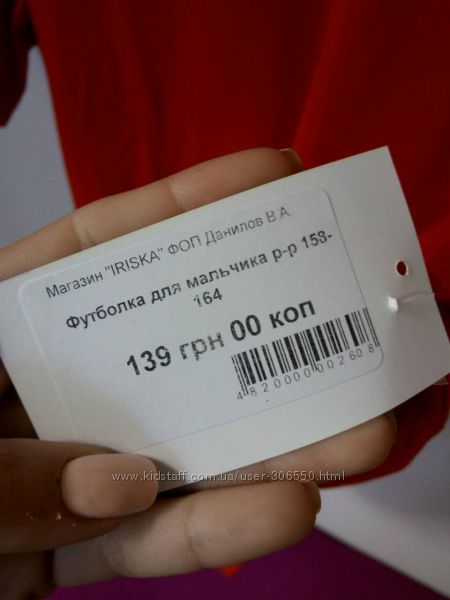 Магазин "IRISKA" ФОП Данилов В.А.
Футболка для мальчика р-р 158-
164
139 грн 00 коп
4820000002608
www.kidstaff.com.ua/user-306550.html